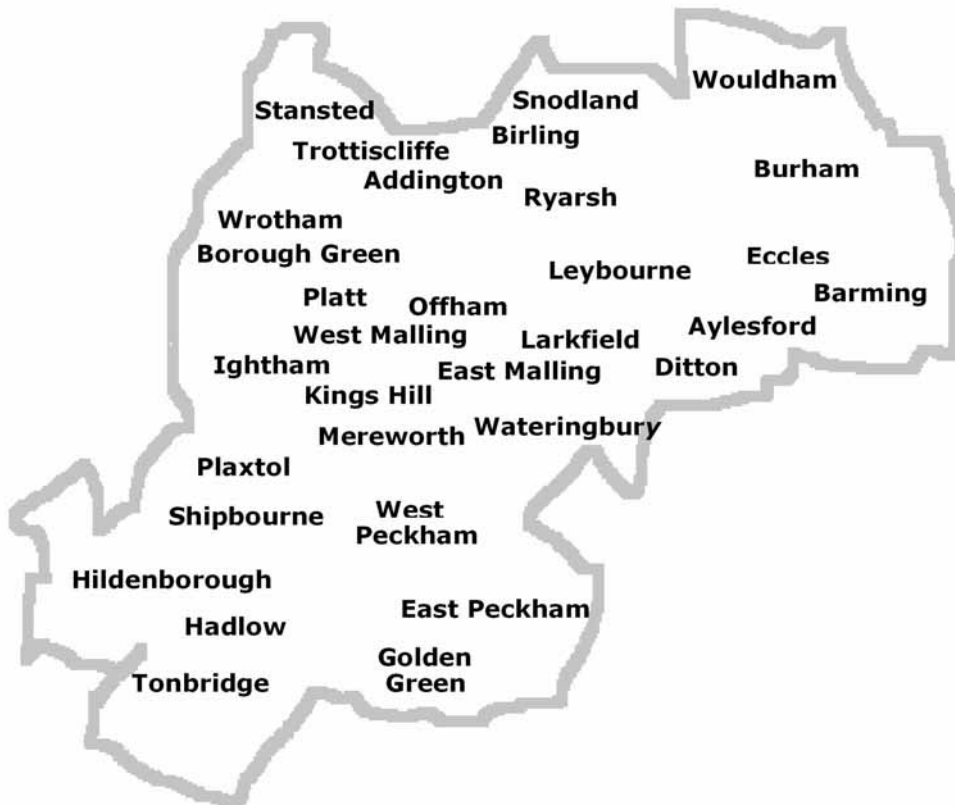 Wouldham
Snodland
Stansted
Birling
Trottiscliffe
Burham
Addington
Ryarsh
Wrotham
Borough Green
Eccles
Leybourne
Barming
Platt
Offham
Aylesford
West Malling
Larkfield
Ightham
East Malling
Ditton
Kings Hill
Wateringbury
Mereworth
Plaxtol
West
Peckham
Shipbourne
Hildenborough
East Peckham
Hadlow
Golden
Green
Tonbridge